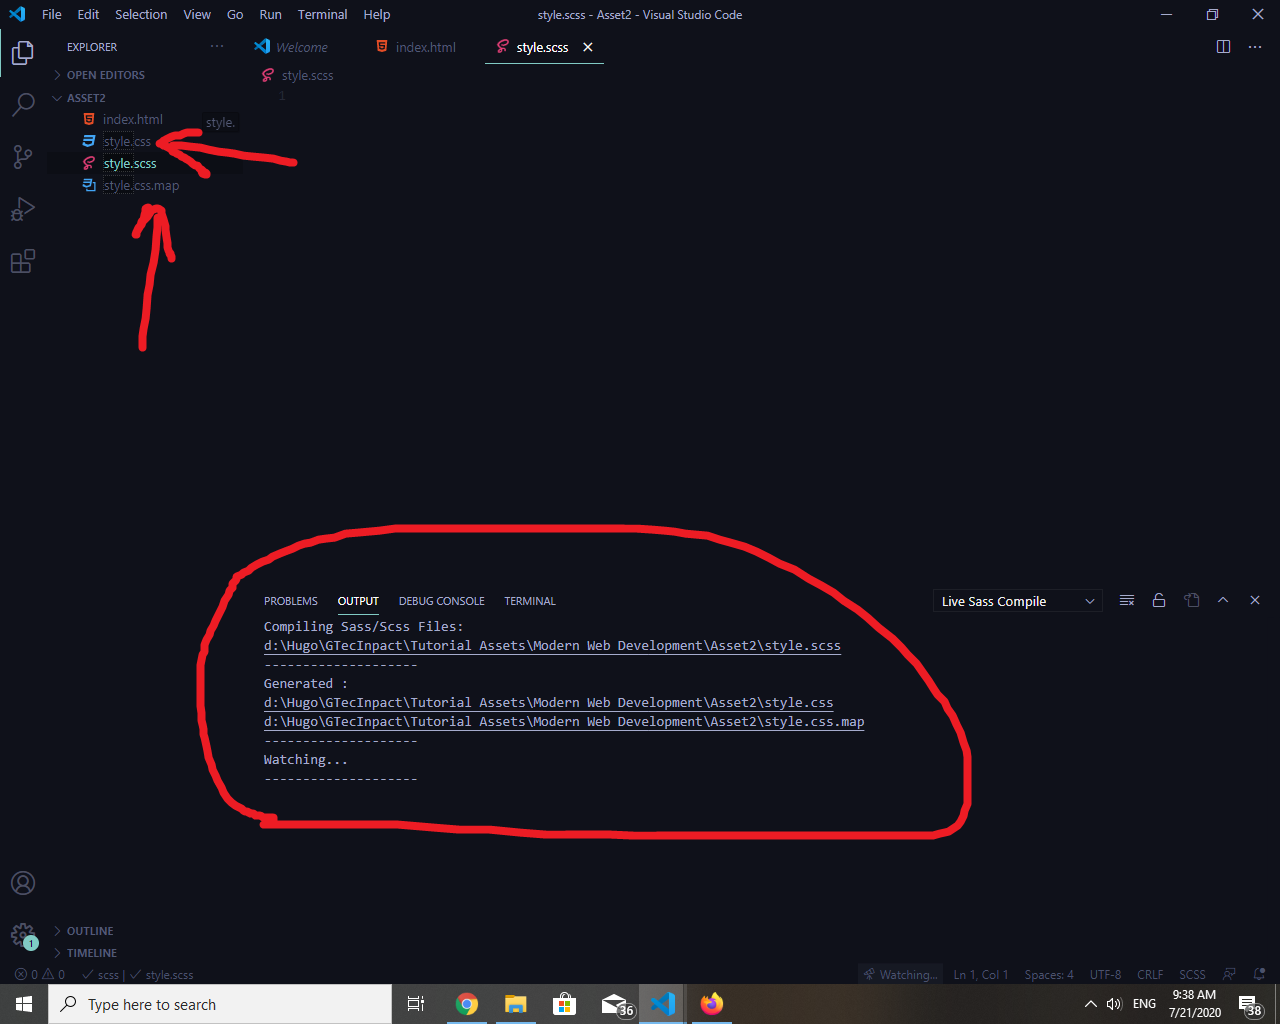 File Edit Selection View Go Run Terminal Help style.scss - Asset2 - Visual Studio Code
EXPLORER
Welcome index.html style.scss
OPEN EDITORS
style.scss
ASSET2
1
index.html
style.
style.css
style.scss
style.css.map
PROBLEMS OUTPUT DEBUG CONSOLE TERMINAL Live Sass Compile
Compiling Sass/Scss Files:
d:\Hugo\GTecInpact\Tutorial Assets\Modern Web Development\Asset2\style.scss
--------------------
Generated :
d:\Hugo\GTecInpact\Tutorial Assets\Modern Web Development\Asset2\style.css
d:\Hugo\GTecInpact\Tutorial Assets\Modern Web Development\Asset2\style.css.map
--------------------
Watching...
--------------------
OUTLINE
1
TIMELINE
0 0 scss | style.scss Watching... Ln 1, Col 1 Spaces: 4 UTF-8 CRLF SCSS
Type here to search 36 ENG 9:38 AM
7/21/2020 38